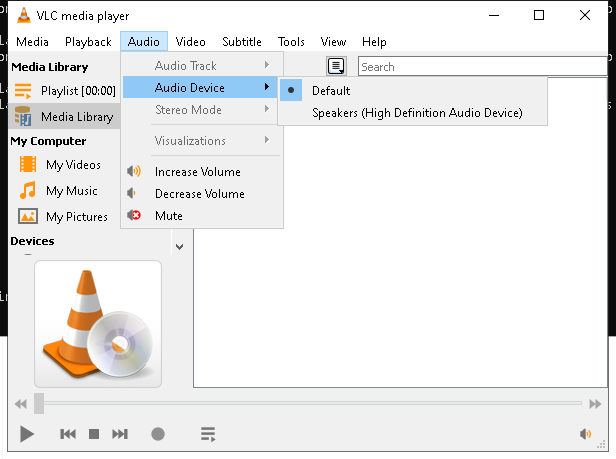 VLC media player
Media Playback Audio Video Subtitle Tools View Help
Media Library
Playlist [00:00]
Media Library
My Computer
My Videos
My Music
My Pictures
Devices
Audio Track
Audio Device
Stereo Mode
Visualizations
Increase Volume
Decrease Volume
Mute
Default
Speakers (High Definition Audio Device)
Search